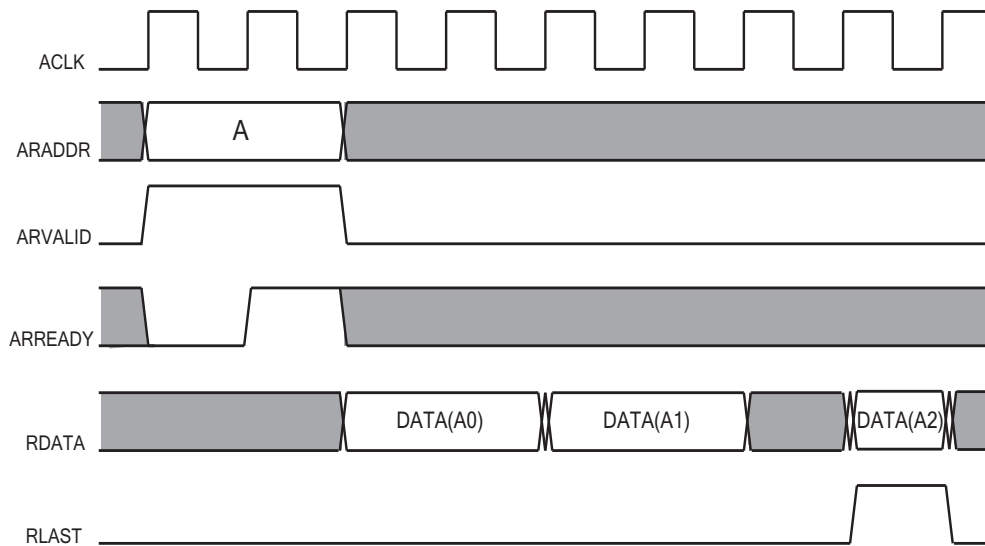 ACLK
ARADDR
A
ARVALID
ARREADY
RDATA
DATA(A0)
DATA(A1)
DATA(A2)
RLAST